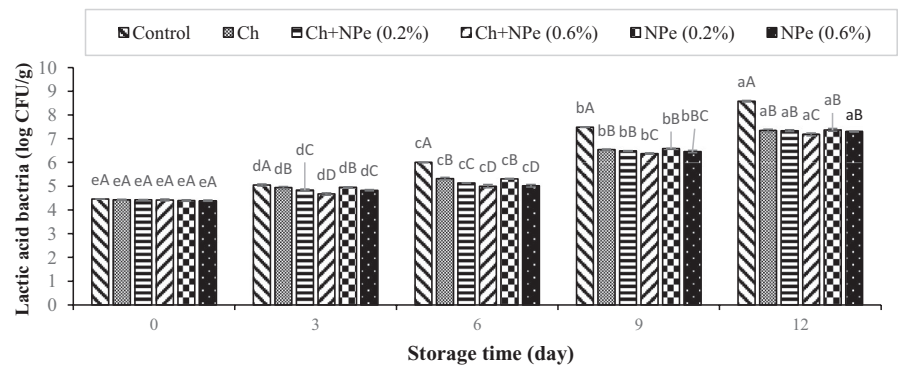 Control Ch Ch+NPe (0.2%) Ch+NPe (0.6%) NPe (0.2%) NPe (0.6%)
Lactic acid bactria (log CFU/g)
10
9
8
7
6
5
4
3
2
1
0
eA eA eA eA eA eA
dA dB dC dD dB dC
cA cB cC cD cB cD
bA bB bB bC bB bBC
aA aB aB aC aB aB
0 3 6 9 12
Storage time (day)